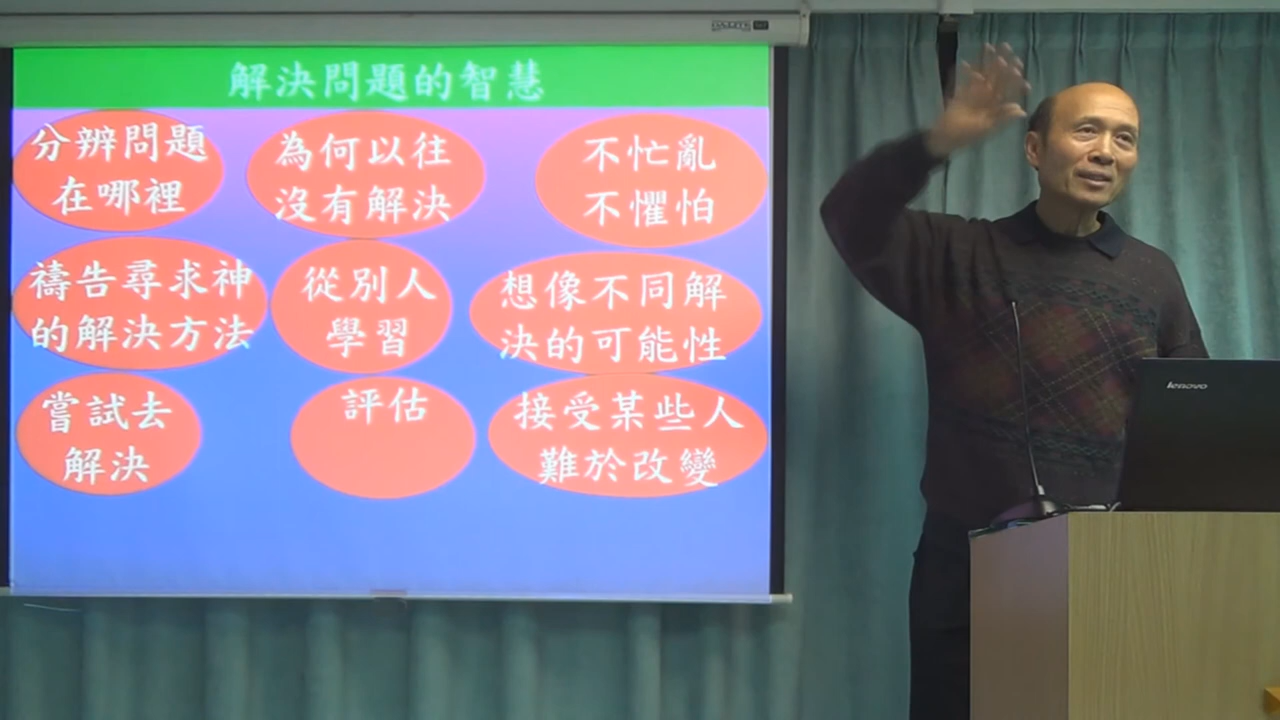 解決問題的智慧
分辨問題
在哪裡
為何以往
沒有解決
不忙亂
不懼怕
禱告尋求神
的解決方法
從別人
學習
想像不同解
決的可能性
嘗試去
解決
評估
接受某些人
難於改變
lenovo